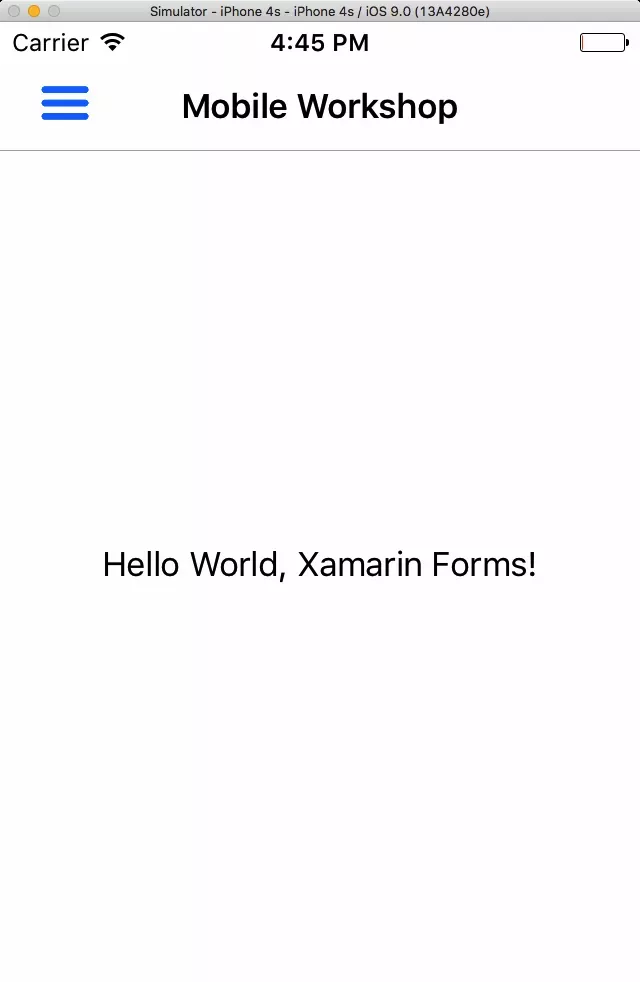 Simulator - iPhone 4s - iPhone 4s / iOS 9.0 (13A4280e)
Carrier 4:45 PM
Mobile Workshop
Hello World, Xamarin Forms!